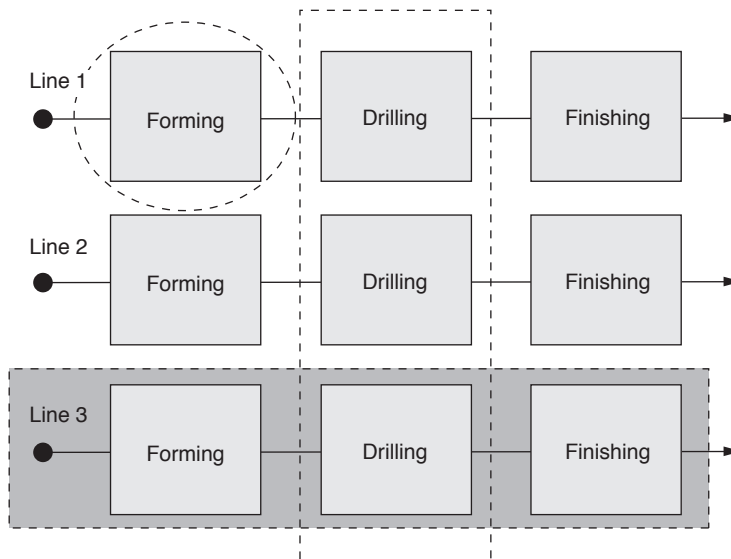 Line 1
Forming
Drilling
Finishing
Line 2
Forming
Drilling
Finishing
Line 3
Forming
Drilling
Finishing